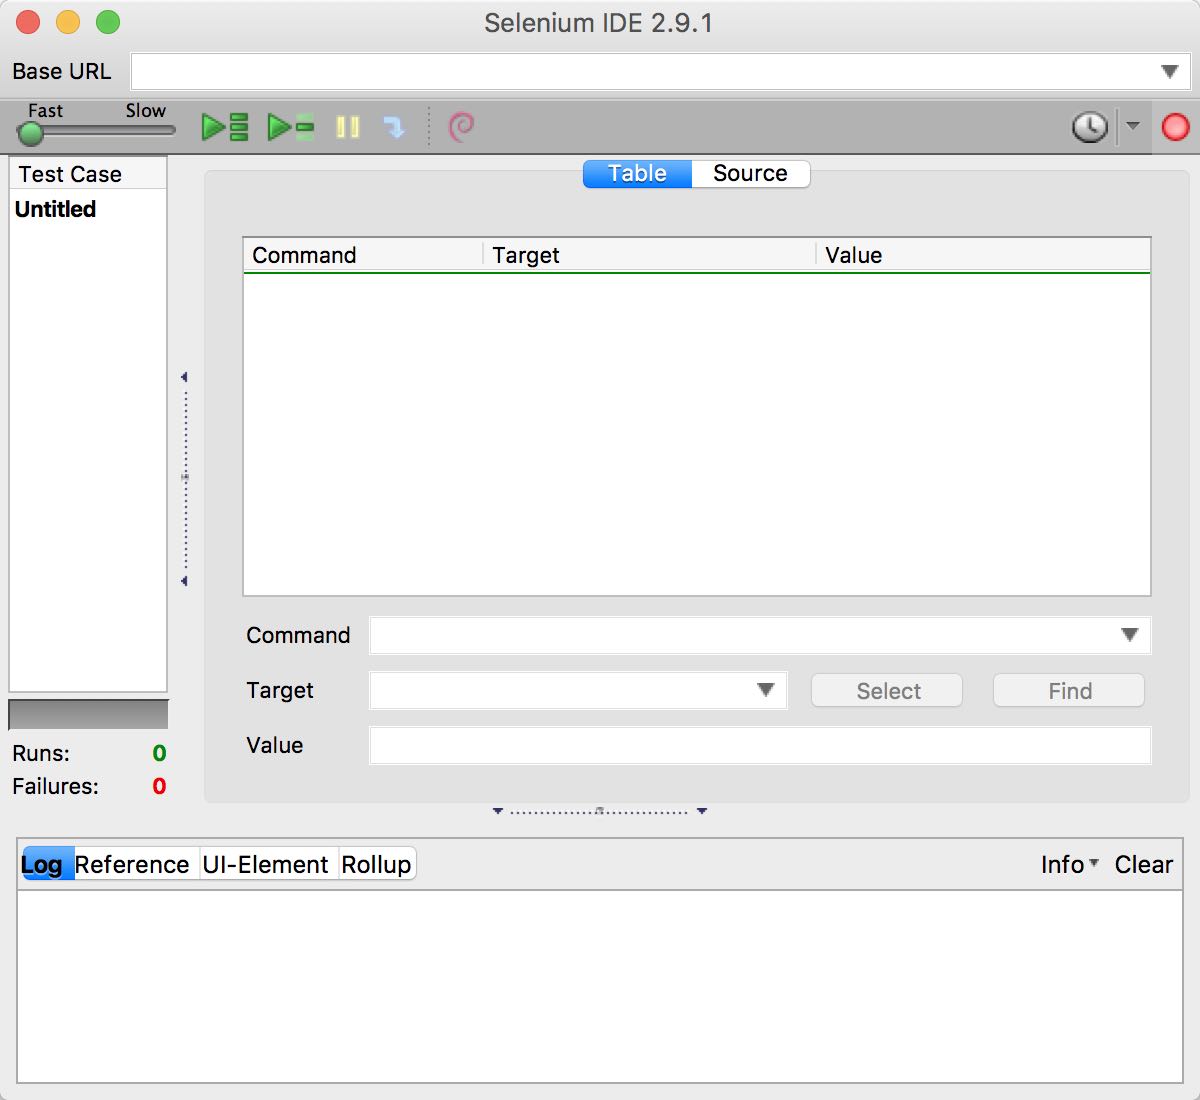 Selenium IDE 2.9.1
Base URL
Fast Slow
Test Case
Untitled
Table Source
Command Target Value
Command
Target Select Find
Value
Runs: 0
Failures: 0
Log Reference UI-Element Rollup Info Clear